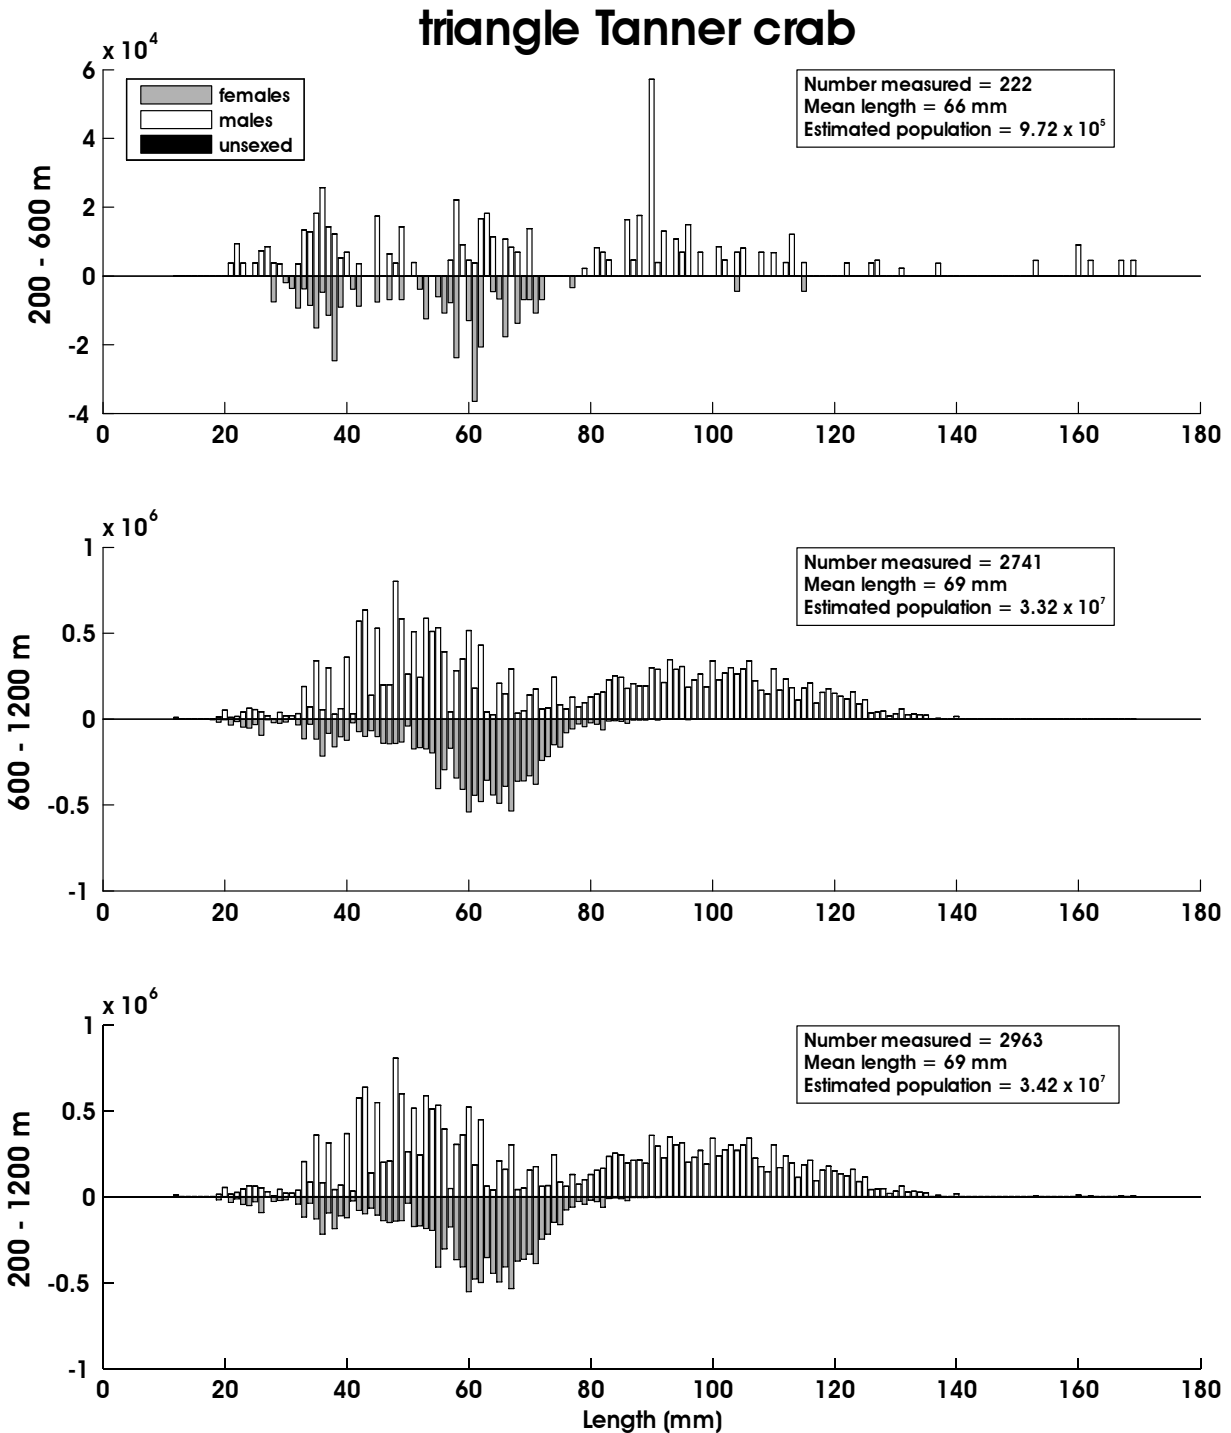 triangle Tanner crab
x 10^4
6
4
2
0
-2
-4
200 - 600 m
females
males
unsexed
Number measured = 222
Mean length = 66 mm
Estimated population = 9.72 x 10^5
0 20 40 60 80 100 120 140 160 180
x 10^6
1
0.5
0
-0.5
-1
600 - 1200 m
Number measured = 2741
Mean length = 69 mm
Estimated population = 3.32 x 10^7
0 20 40 60 80 100 120 140 160 180
x 10^6
1
0.5
0
-0.5
-1
200 - 1200 m
Number measured = 2963
Mean length = 69 mm
Estimated population = 3.42 x 10^7
0 20 40 60 80 100 120 140 160 180
Length (mm)